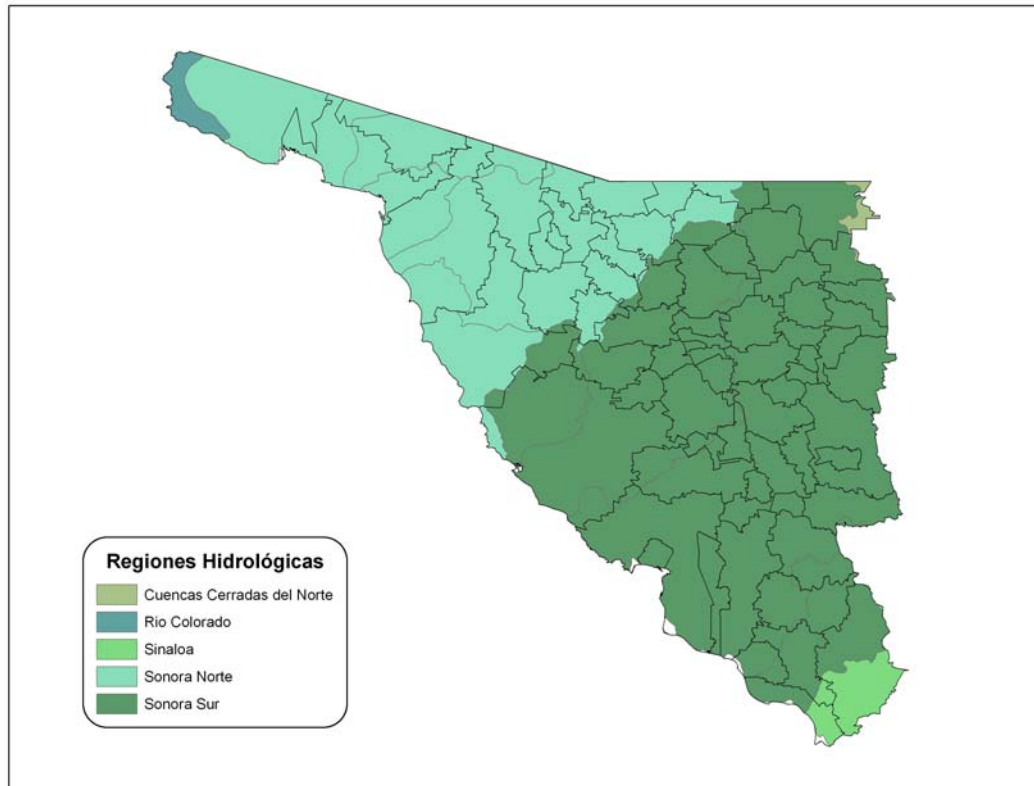 Regiones Hidrológicas
Cuencas Cerradas del Norte
Rio Colorado
Sinaloa
Sonora Norte
Sonora Sur